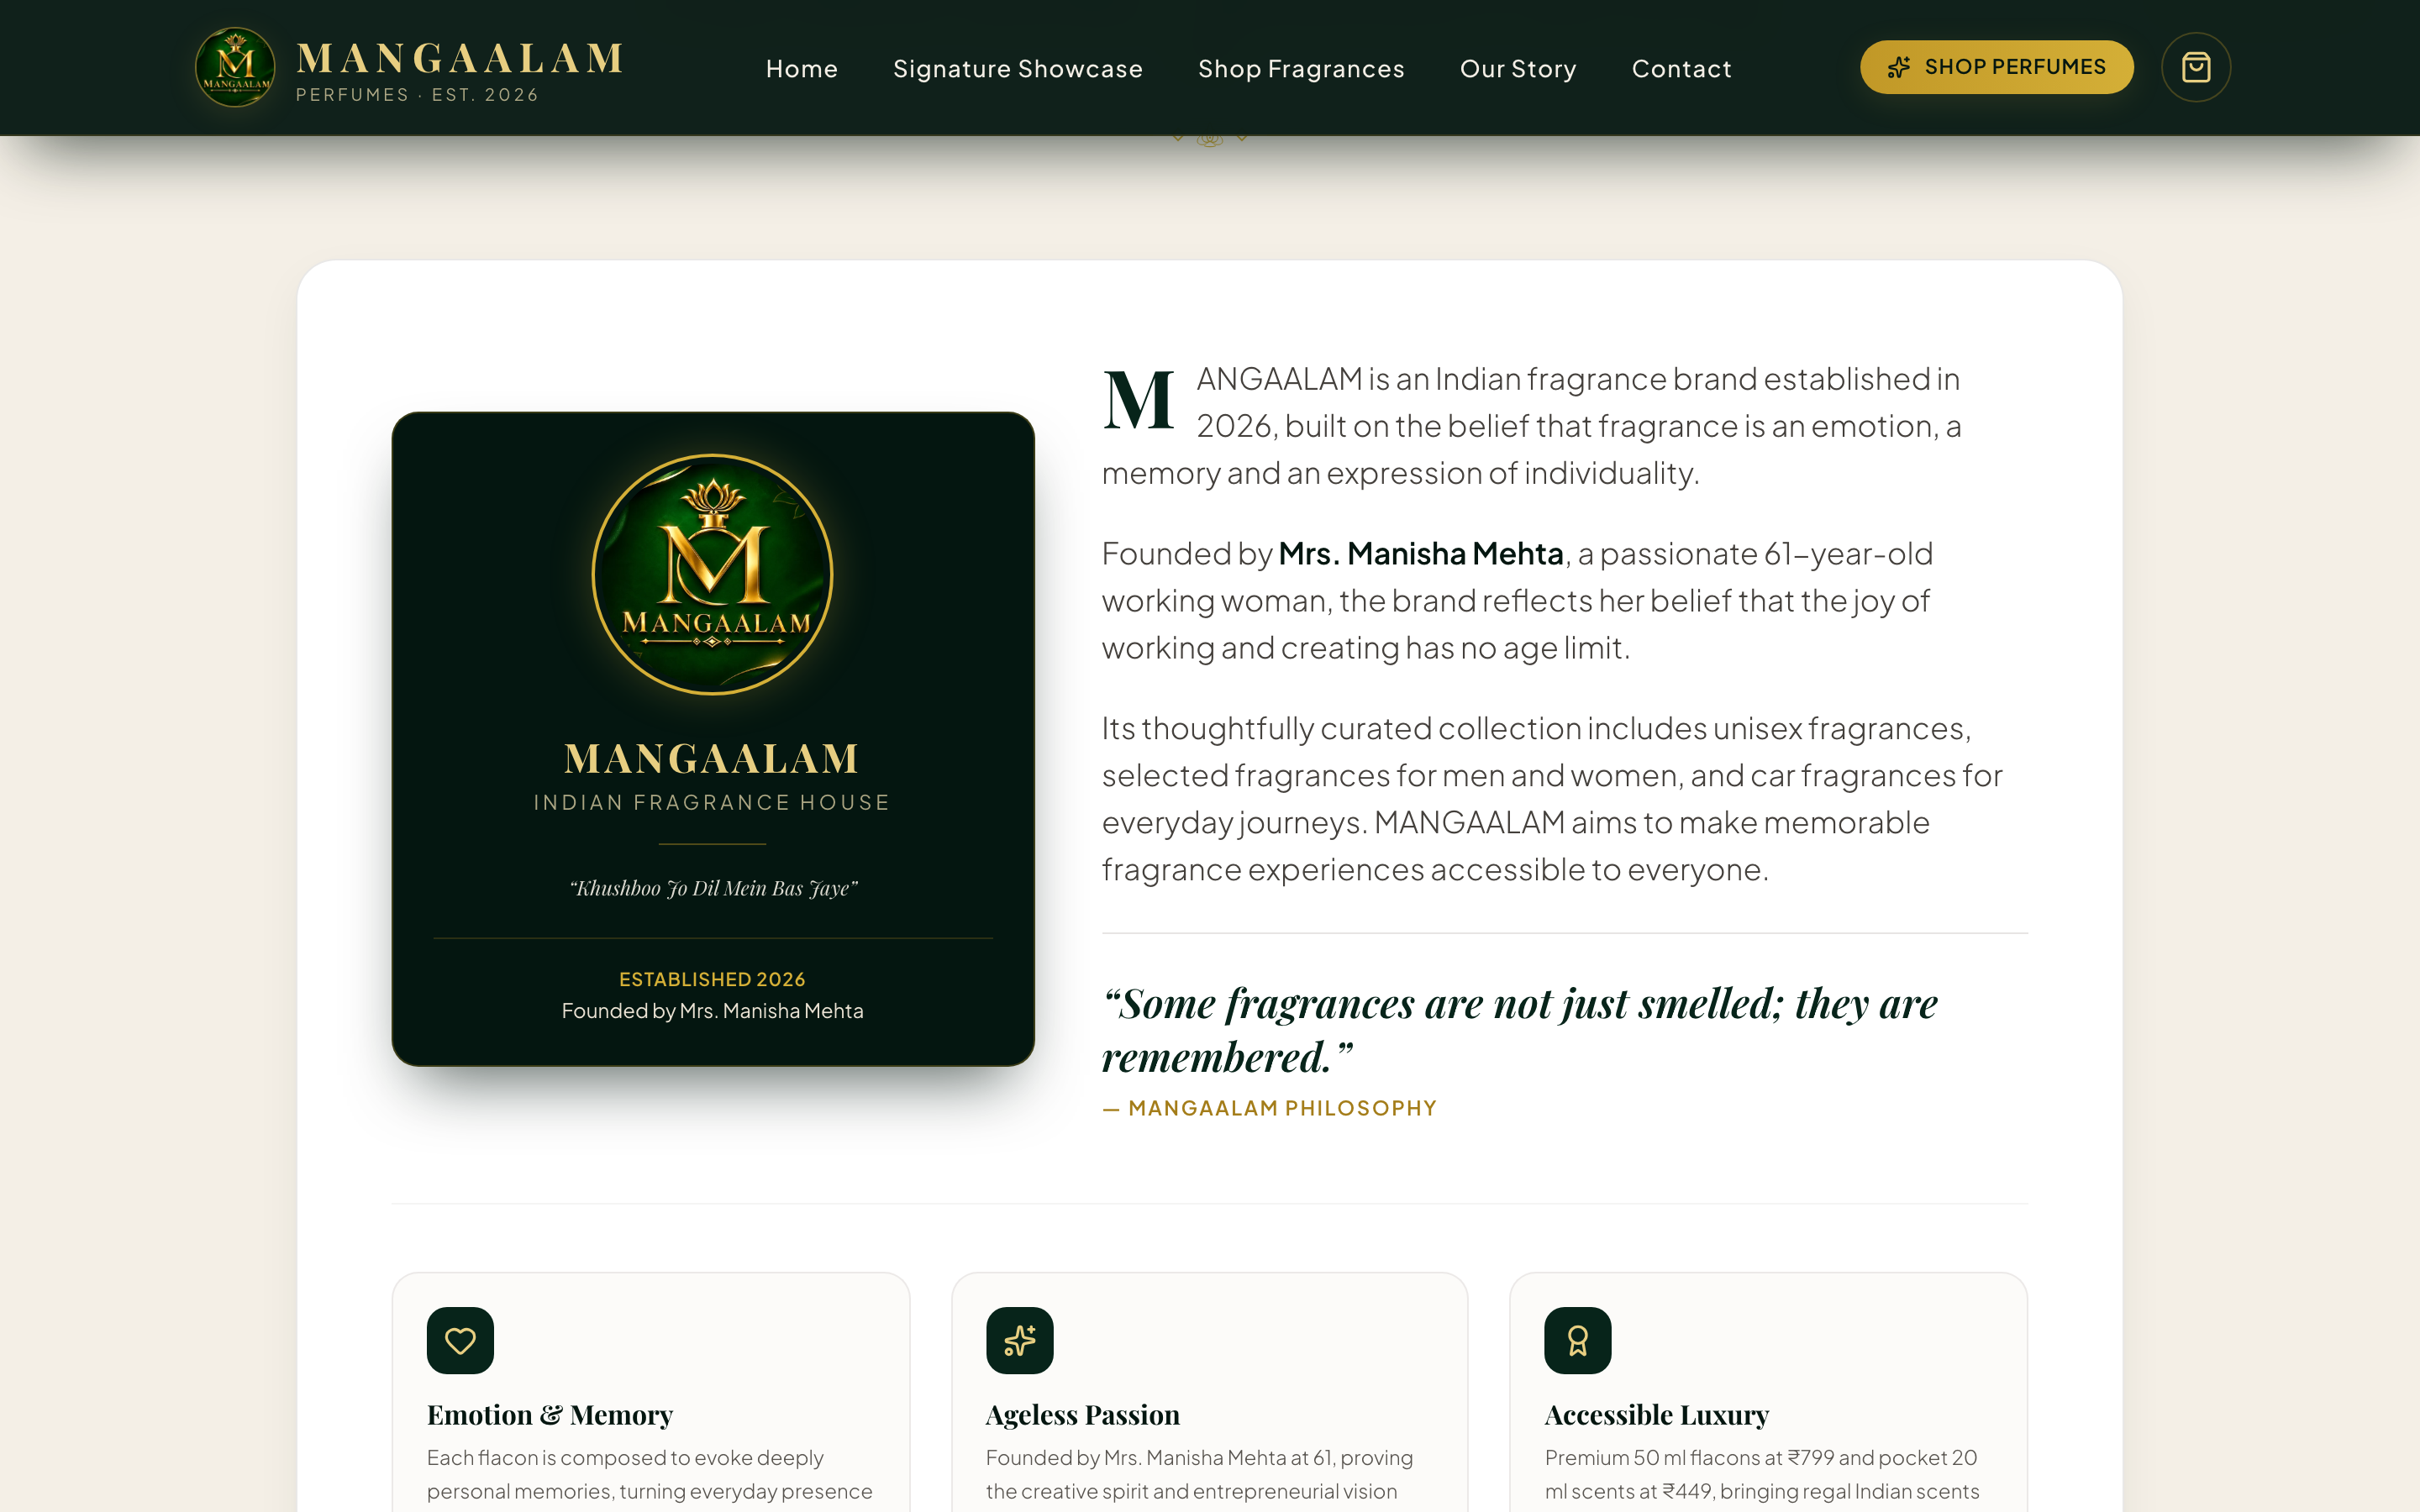 MANGAALAM
MANGAALAM
PERFUMES · EST. 2026
Home
Signature Showcase
Shop Fragrances
Our Story
Contact
SHOP PERFUMES
MANGAALAM
MANGAALAM
INDIAN FRAGRANCE HOUSE
“Khushboo Jo Dil Mein Bas Jaye”
ESTABLISHED 2026
Founded by Mrs. Manisha Mehta
MANGAALAM is an Indian fragrance brand established in
2026, built on the belief that fragrance is an emotion, a
memory and an expression of individuality.
Founded by Mrs. Manisha Mehta, a passionate 61–year-old
working woman, the brand reflects her belief that the joy of
working and creating has no age limit.
Its thoughtfully curated collection includes unisex fragrances,
selected fragrances for men and women, and car fragrances for
everyday journeys. MANGAALAM aims to make memorable
fragrance experiences accessible to everyone.
“Some fragrances are not just smelled; they are
remembered.”
— MANGAALAM PHILOSOPHY
Emotion & Memory
Each flacon is composed to evoke deeply
personal memories, turning everyday presence
Ageless Passion
Founded by Mrs. Manisha Mehta at 61, proving
the creative spirit and entrepreneurial vision
Accessible Luxury
Premium 50 ml flacons at ₹799 and pocket 20
ml scents at ₹449, bringing regal Indian scents